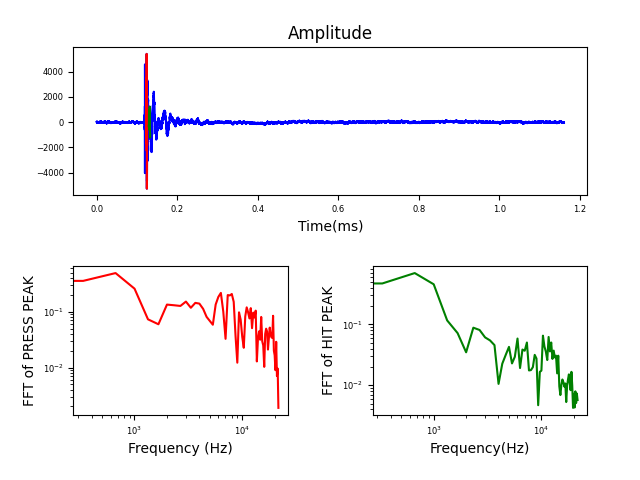 Amplitude
4000
2000
0
−2000
−4000
0.0 0.2 0.4 0.6 0.8 1.0 1.2
Time(ms)
FFT of PRESS PEAK
10⁻¹
10⁻²
10³ 10⁴
Frequency (Hz)
FFT of HIT PEAK
10⁻¹
10⁻²
10³ 10⁴
Frequency(Hz)